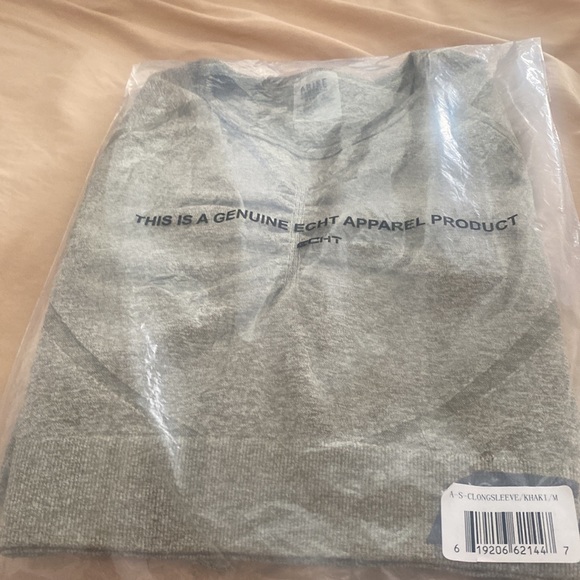 THIS IS A GENUINE ECHT APPAREL PRODUCT
ECHT
A-S-CLONGSLEEVE/KHAKI/M
6 19206 62144 7